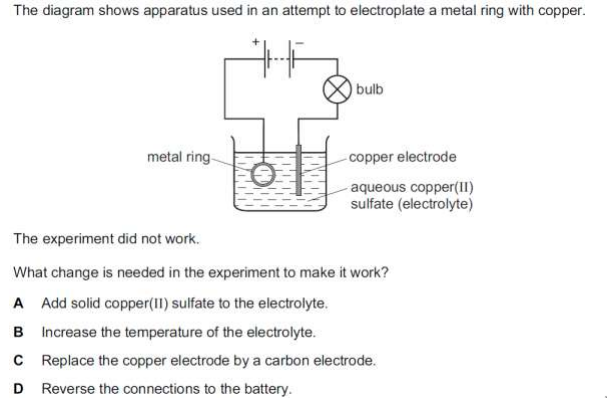 The diagram shows apparatus used in an attempt to electroplate a metal ring with copper.
+ –
bulb
metal ring
copper electrode
aqueous copper(II)
sulfate (electrolyte)
The experiment did not work.
What change is needed in the experiment to make it work?
A Add solid copper(II) sulfate to the electrolyte.
B Increase the temperature of the electrolyte.
C Replace the copper electrode by a carbon electrode.
D Reverse the connections to the battery.